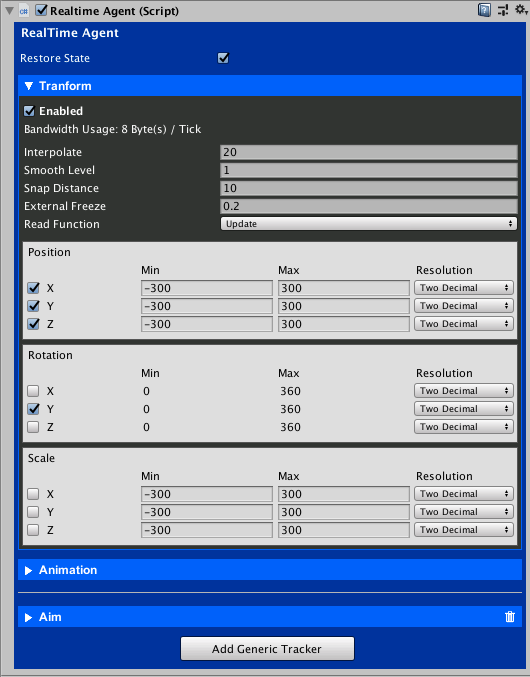 Realtime Agent (Script)
RealTime Agent
Restore State
Tranform
Enabled
Bandwidth Usage: 8 Byte(s) / Tick
Interpolate 20
Smooth Level 1
Snap Distance 10
External Freeze 0.2
Read Function Update
Position
Min Max Resolution
X -300 300 Two Decimal
Y -300 300 Two Decimal
Z -300 300 Two Decimal
Rotation
Min Max Resolution
X 0 360 Two Decimal
Y 0 360 Two Decimal
Z 0 360 Two Decimal
Scale
Min Max Resolution
X -300 300 Two Decimal
Y -300 300 Two Decimal
Z -300 300 Two Decimal
Animation
Aim
Add Generic Tracker